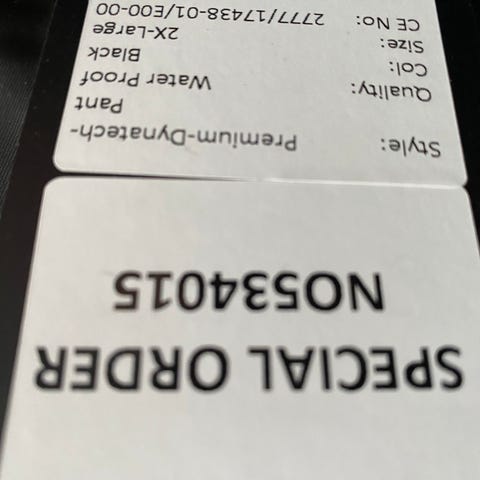 SPECIAL ORDER
NO534015
Style: Premium-Dynatech-
Pant
Quality: Water Proof
Col: Black
Size: 2X-Large
CE No: 2777/17438-01/E00-00